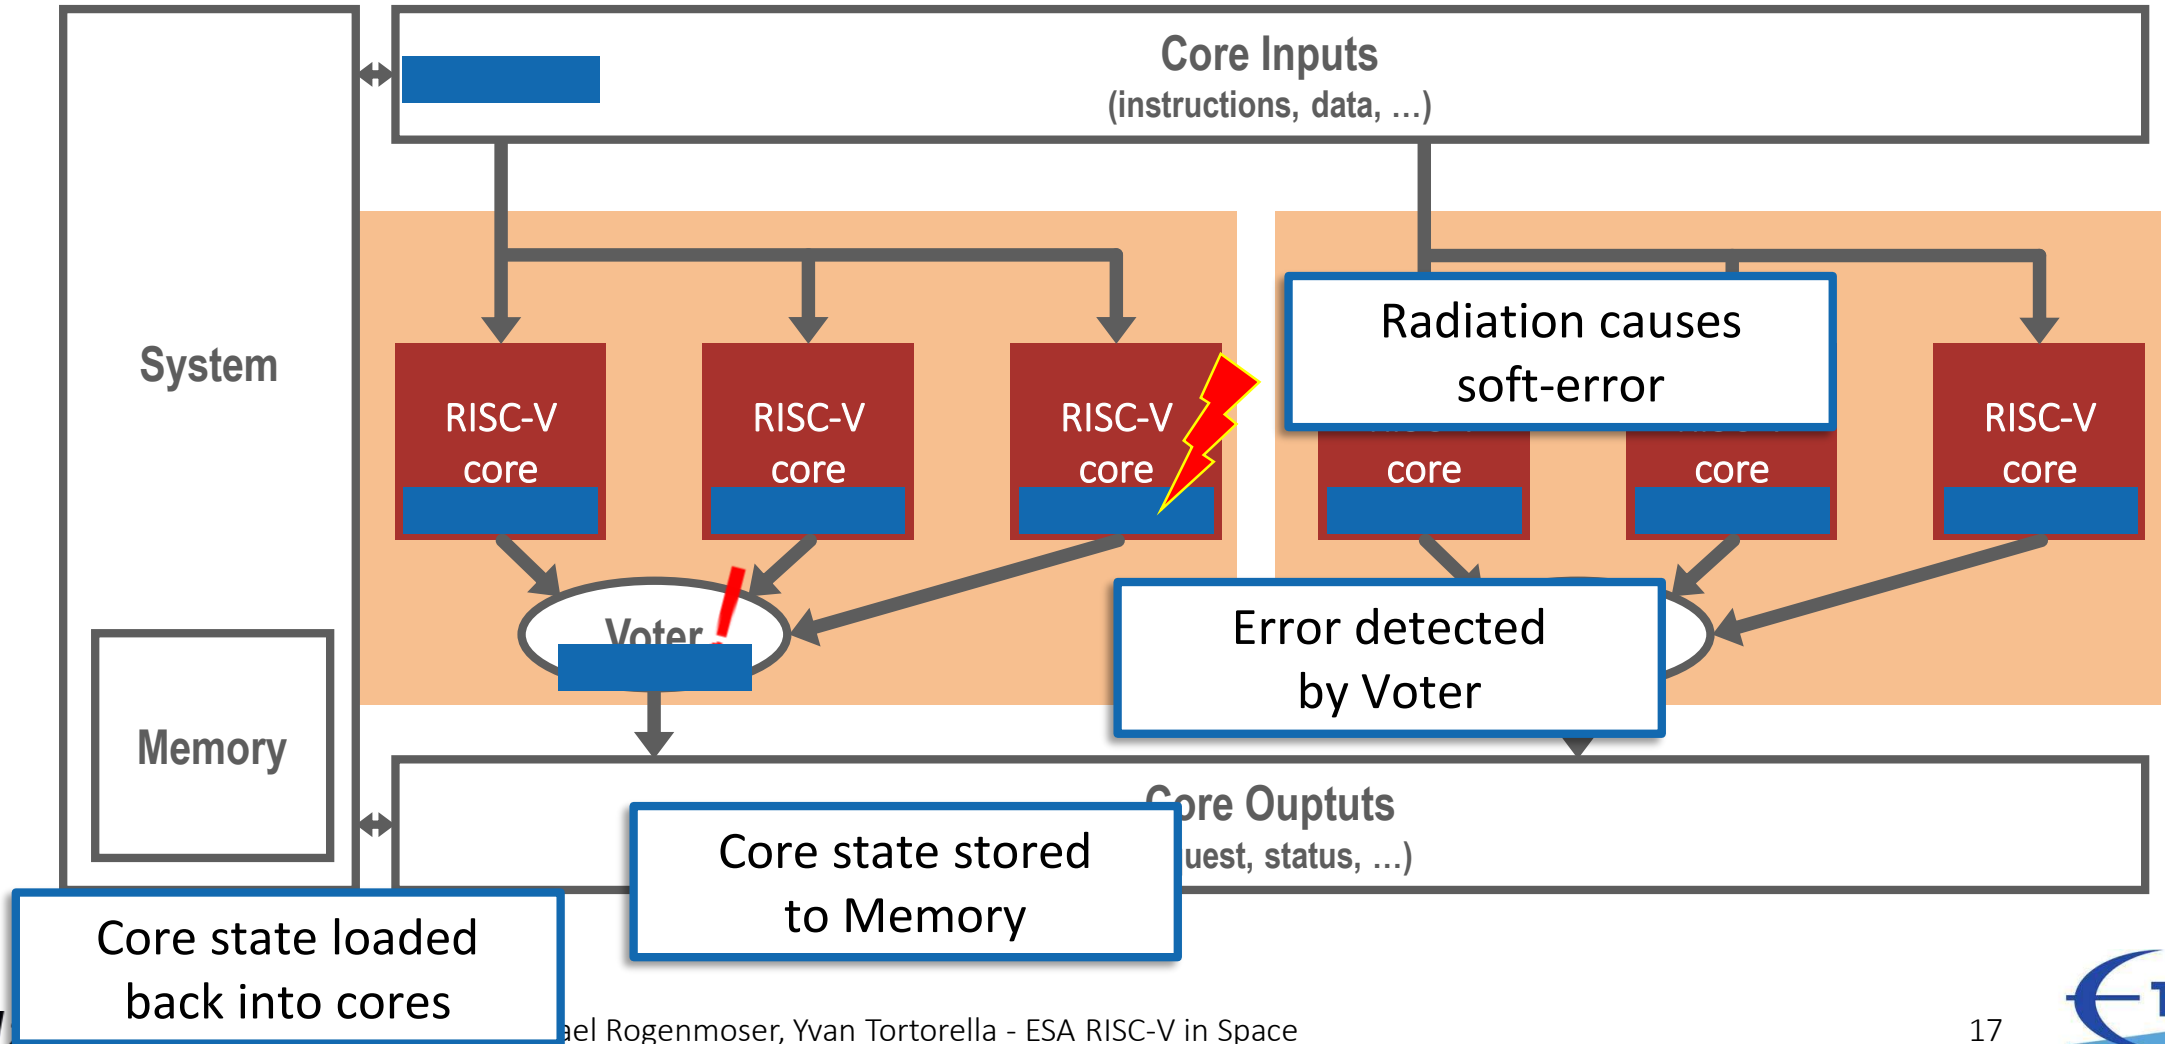 Core Inputs
(instructions, data, ...)
System
Radiation causes
soft-error
RISC-V
core
RISC-V
core
RISC-V
core
core
core
RISC-V
core
Voter
Error detected
by Voter
Memory
Core Ouptuts
uest, status, ...)
Core state stored
to Memory
Core state loaded
back into cores
ael Rogenmoser, Yvan Tortorella - ESA RISC-V in Space
17